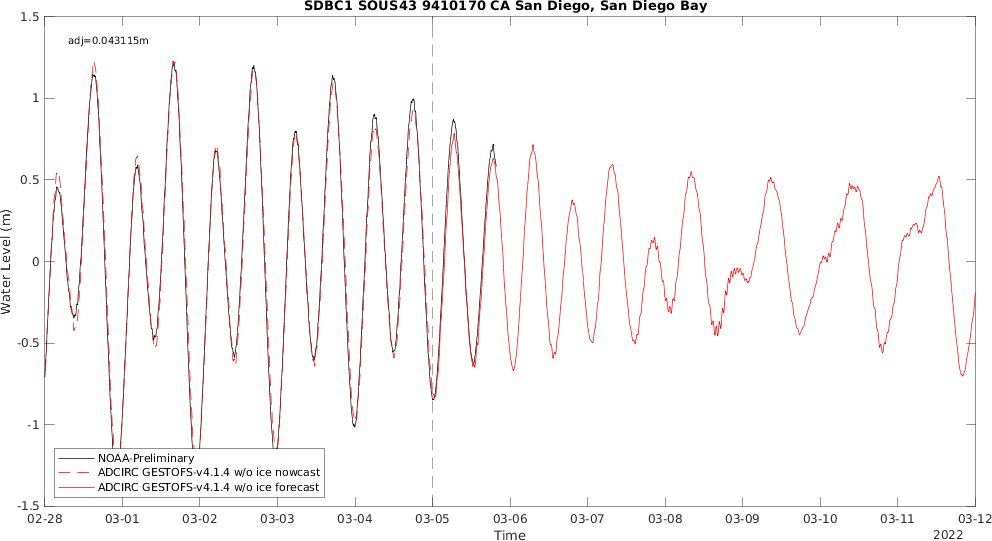 SDBC1 SOUS43 9410170 CA San Diego, San Diego Bay
adj=0.043115m
1.5
1
0.5
0
-0.5
-1
-1.5
Water Level (m)
NOAA-Preliminary
ADCIRC GESTOFS-v4.1.4 w/o ice nowcast
ADCIRC GESTOFS-v4.1.4 w/o ice forecast
02-28 03-01 03-02 03-03 03-04 03-05 03-06 03-07 03-08 03-09 03-10 03-11 03-12
Time
2022